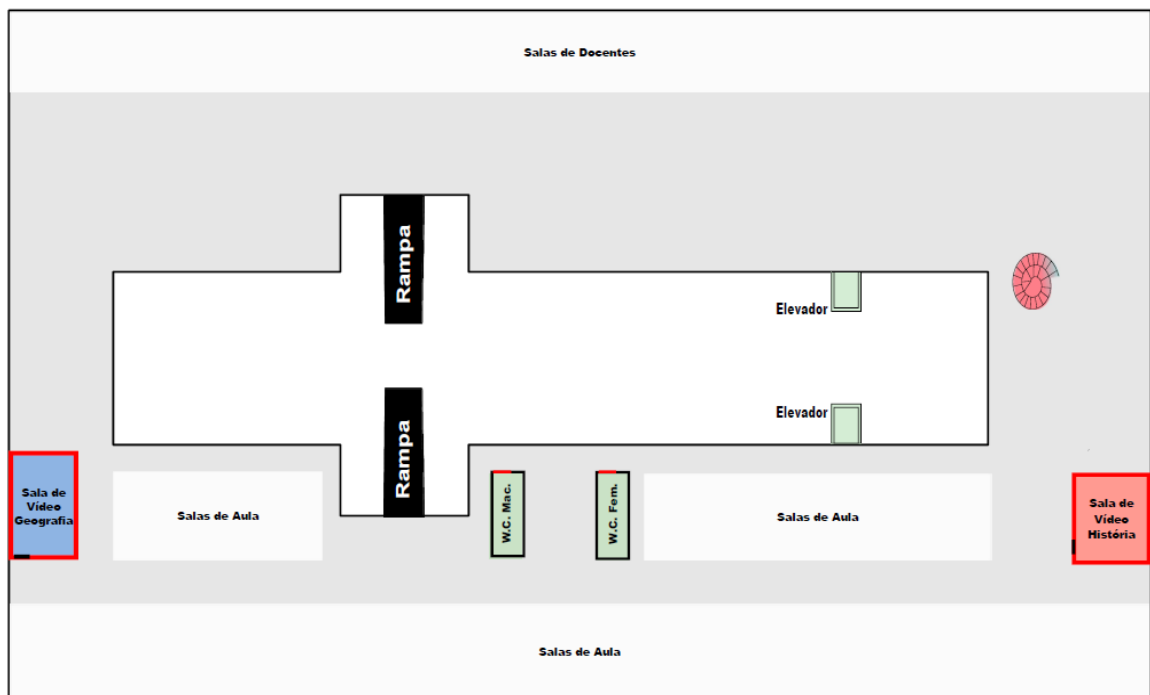 Salas de Docentes
Rampa
Elevador
Rampa
Elevador
Sala de
Vídeo
Geografia
Salas de Aula
W.C. Mac.
W.C. Fem.
Salas de Aula
Sala de
Vídeo
História
Salas de Aula